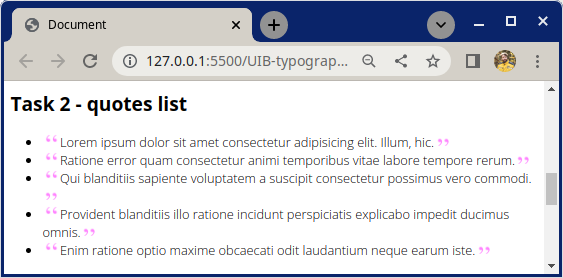 Document
127.0.0.1:5500/UIB-typograp...
Task 2 - quotes list
• “Lorem ipsum dolor sit amet consectetur adipisicing elit. Illum, hic. ”
• “Ratione error quam consectetur animi temporibus vitae labore tempore rerum. ”
• “Qui blanditiis sapiente voluptatem a suscipit consectetur possimus vero commodi.
”
• “Provident blanditiis illo ratione incidunt perspiciatis explicabo impedit ducimus
omnis. ”
• “Enim ratione optio maxime obcaecati odit laudantium neque earum iste. ”